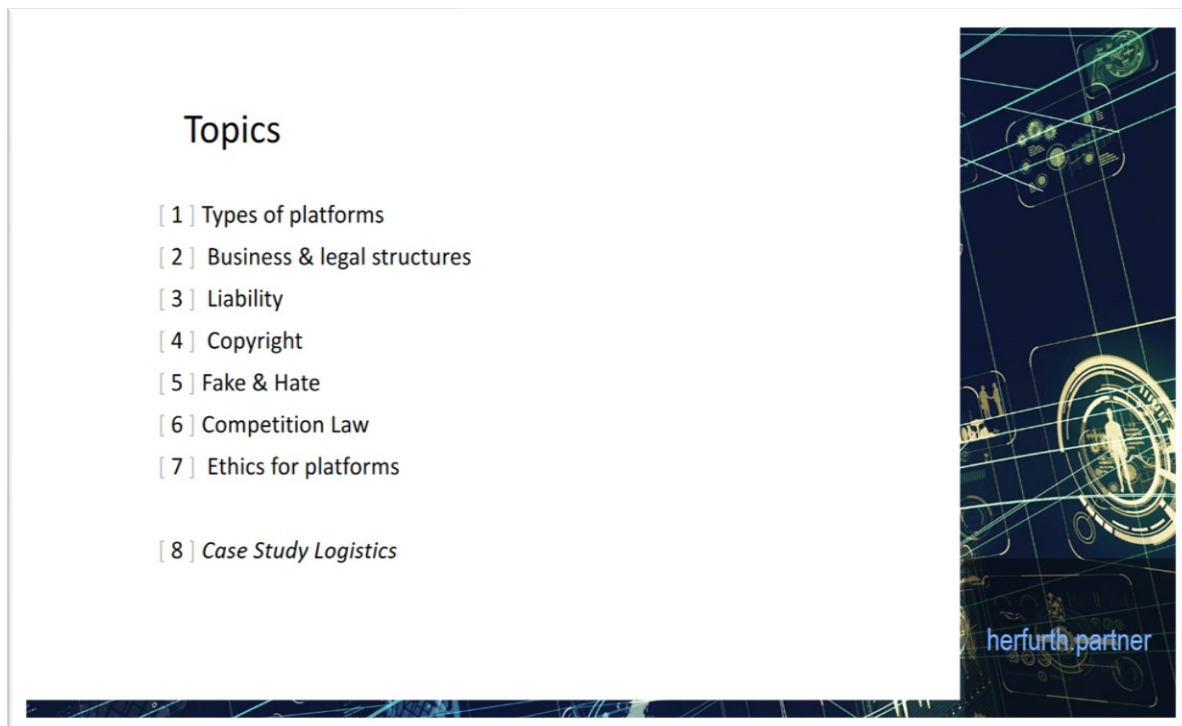 Topics
[ 1 ] Types of platforms
[ 2 ] Business & legal structures
[ 3 ] Liability
[ 4 ] Copyright
[ 5 ] Fake & Hate
[ 6 ] Competition Law
[ 7 ] Ethics for platforms
[ 8 ] Case Study Logistics
herfurth.partner